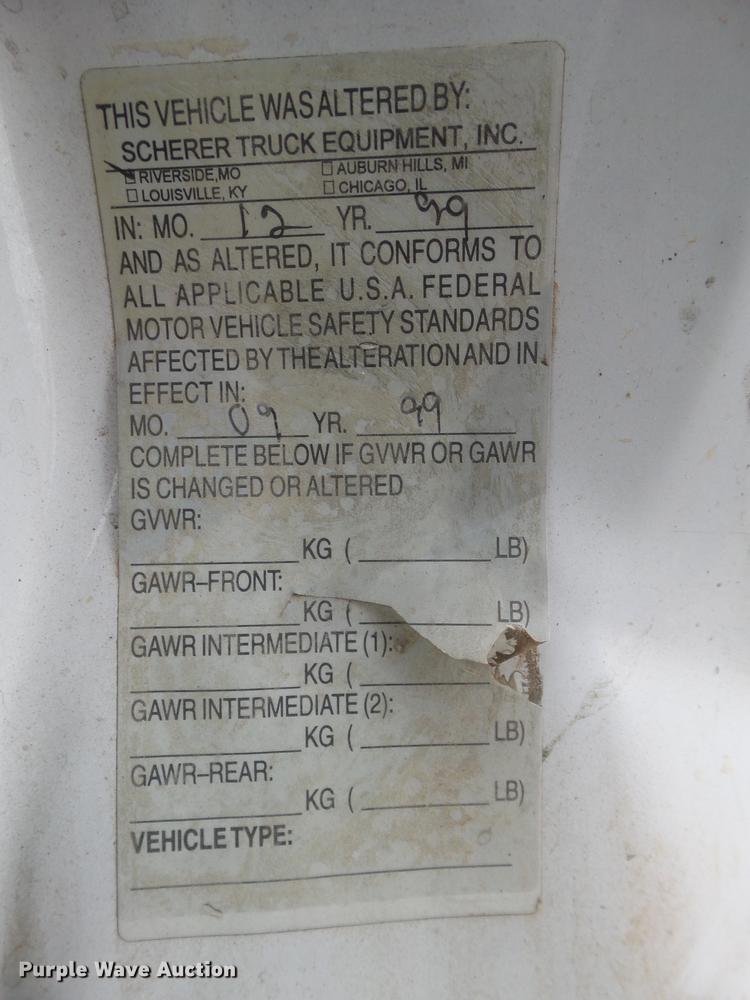 THIS VEHICLE WAS ALTERED BY:
SCHERER TRUCK EQUIPMENT, INC.
RIVERSIDE, MO ☐ AUBURN HILLS, MI
☐ LOUISVILLE, KY ☐ CHICAGO, IL
IN: MO. 12 YR. 99
AND AS ALTERED, IT CONFORMS TO
ALL APPLICABLE U.S.A. FEDERAL
MOTOR VEHICLE SAFETY STANDARDS
AFFECTED BY THE ALTERATION AND IN
EFFECT IN:
MO. 09 YR. 99
COMPLETE BELOW IF GVWR OR GAWR
IS CHANGED OR ALTERED
GVWR:
KG ( LB)
GAWR-FRONT:
KG ( LB)
GAWR INTERMEDIATE (1):
KG (
GAWR INTERMEDIATE (2):
KG ( LB)
GAWR-REAR:
KG ( LB)
VEHICLE TYPE:
Purple Wave Auction